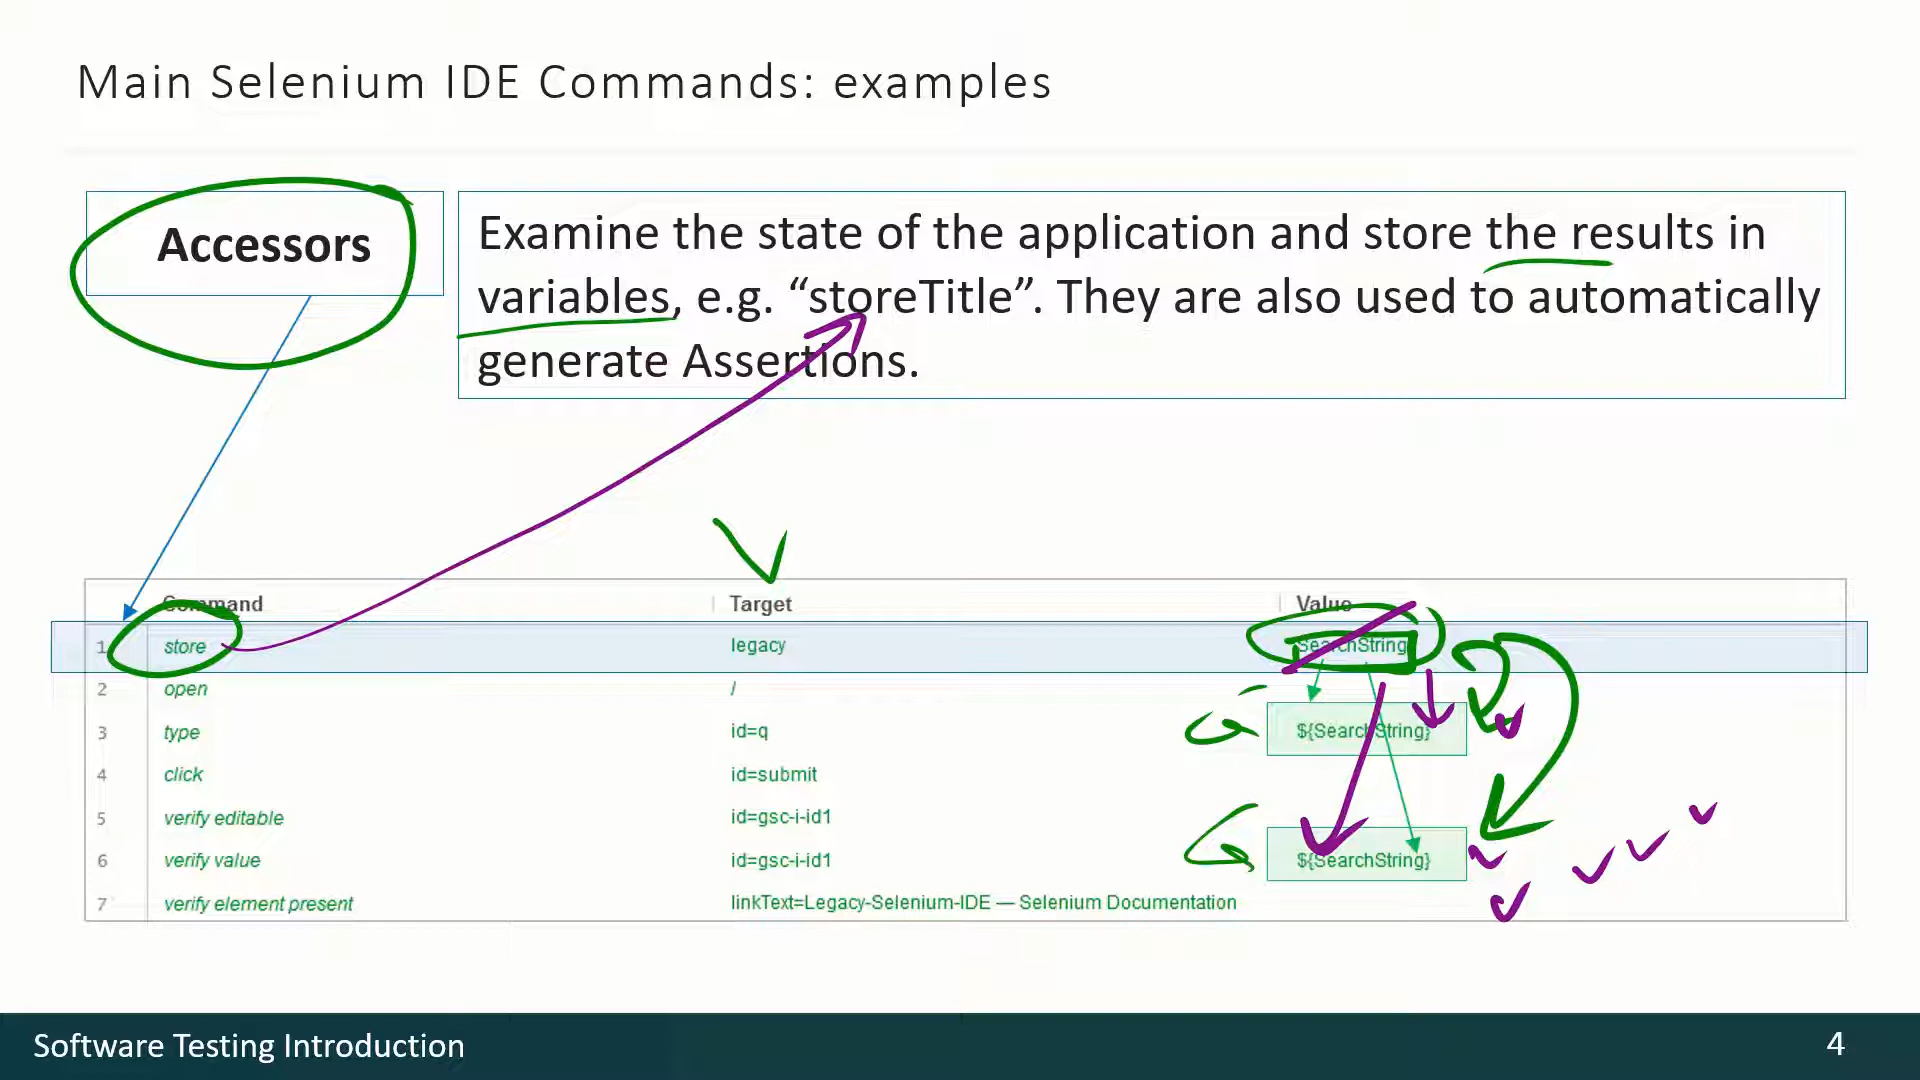 Main Selenium IDE Commands: examples
Accessors
Examine the state of the application and store the results in
variables, e.g. “storeTitle”. They are also used to automatically
generate Assertions.
Command Target Value
1 store legacy SearchString
2 open /
3 type id=q ${SearchString}
4 click id=submit
5 verify editable id=gsc-i-id1
6 verify value id=gsc-i-id1 ${SearchString}
7 verify element present linkText=Legacy-Selenium-IDE — Selenium Documentation
Software Testing Introduction 4